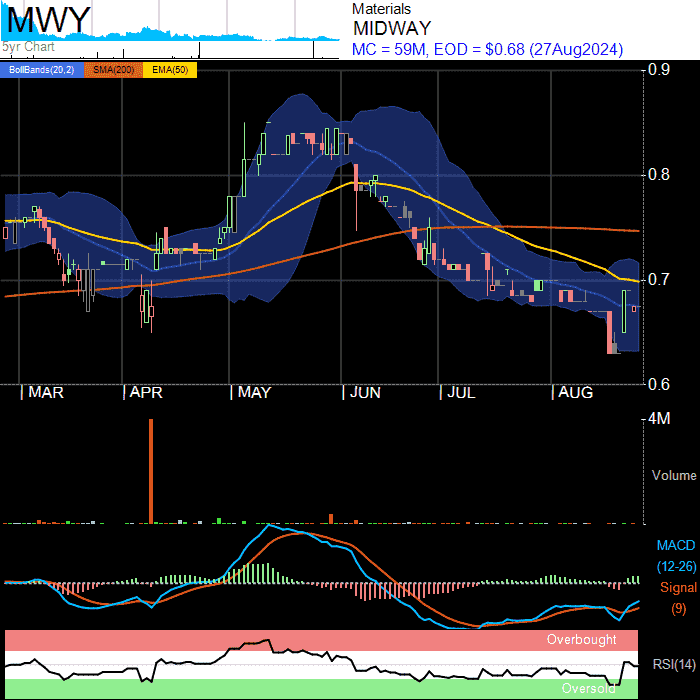 MWY
5yr Chart
Materials
MIDWAY
MC = 59M, EOD = $0.68 (27Aug2024)
BollBands(20,2) SMA(200) EMA(50)
0.9
0.8
0.7
0.6
MAR APR MAY JUN JUL AUG
4M
Volume
MACD
(12-26)
Signal
(9)
Overbought
RSI(14)
Oversold